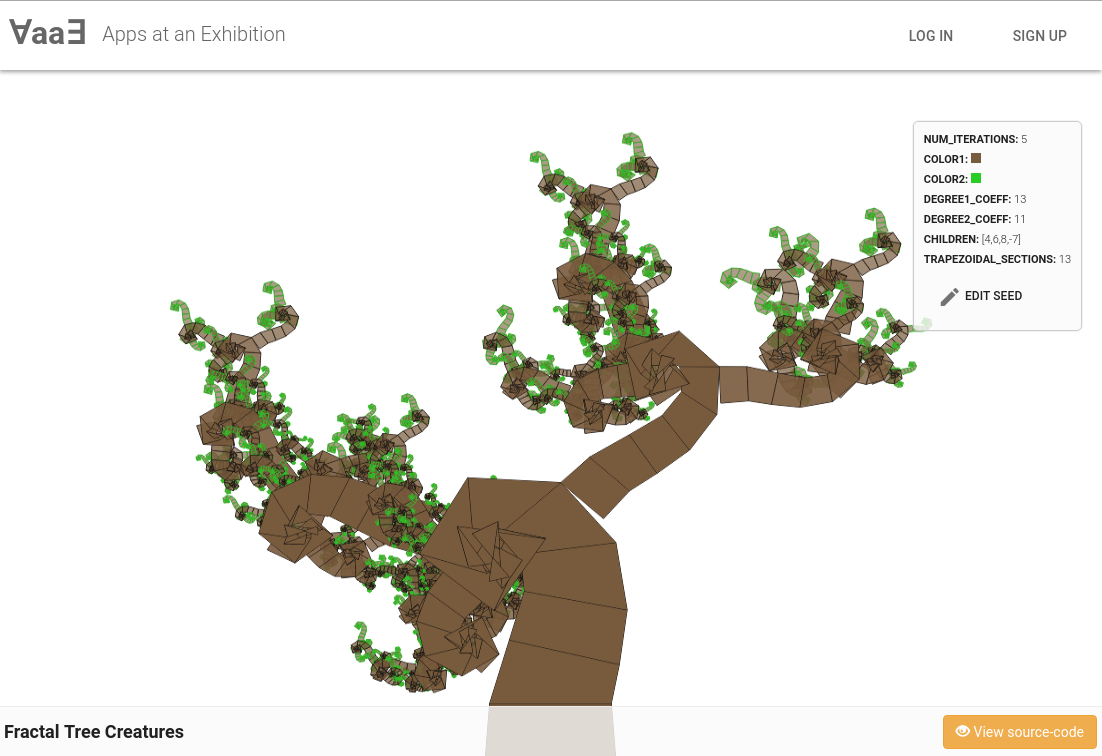 ∀aaƎ Apps at an Exhibition LOG IN SIGN UP
NUM_ITERATIONS: 5
COLOR1:
COLOR2:
DEGREE1_COEFF: 13
DEGREE2_COEFF: 11
CHILDREN: [4,6,8,-7]
TRAPEZOIDAL_SECTIONS: 13
EDIT SEED
Fractal Tree Creatures View source-code